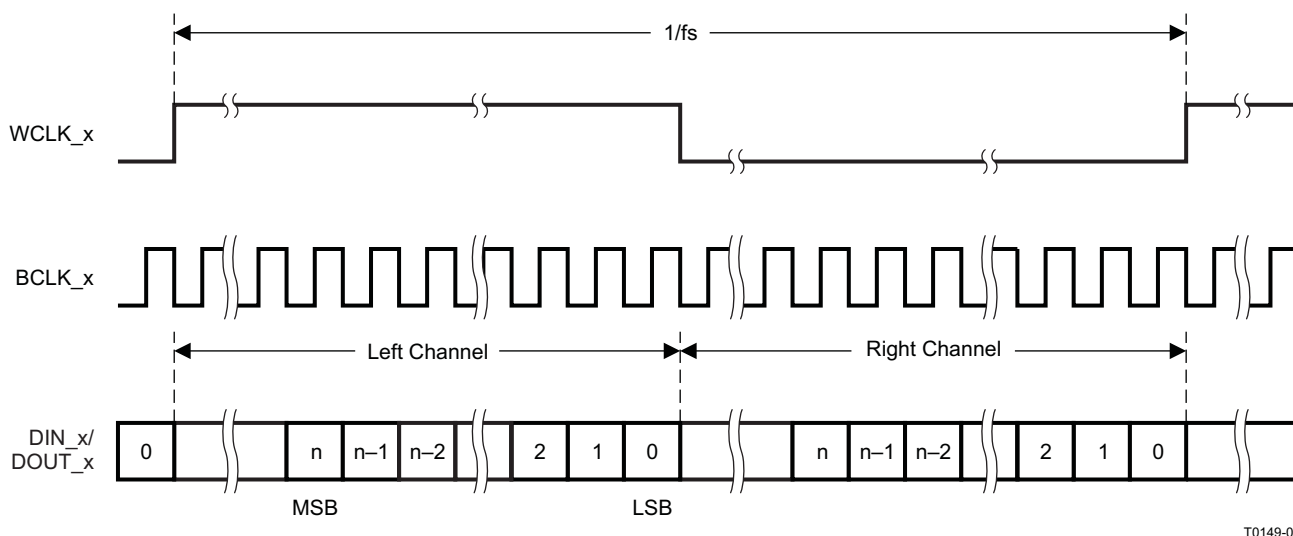 1/fs
WCLK_x
BCLK_x
Left Channel
Right Channel
DIN_x/
DOUT_x
0 n n–1 n–2 2 1 0 n n–1 n–2 2 1 0
MSB LSB
T0149-0